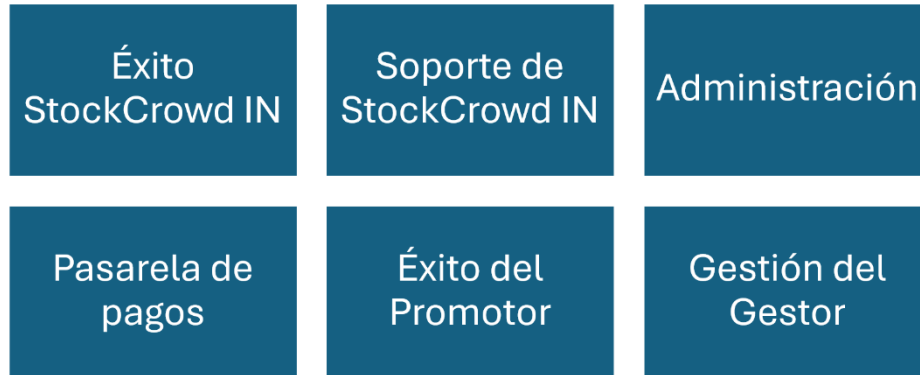 Éxito
StockCrowd IN
Soporte de
StockCrowd IN
Administración
Pasarela de
pagos
Éxito del
Promotor
Gestión del
Gestor